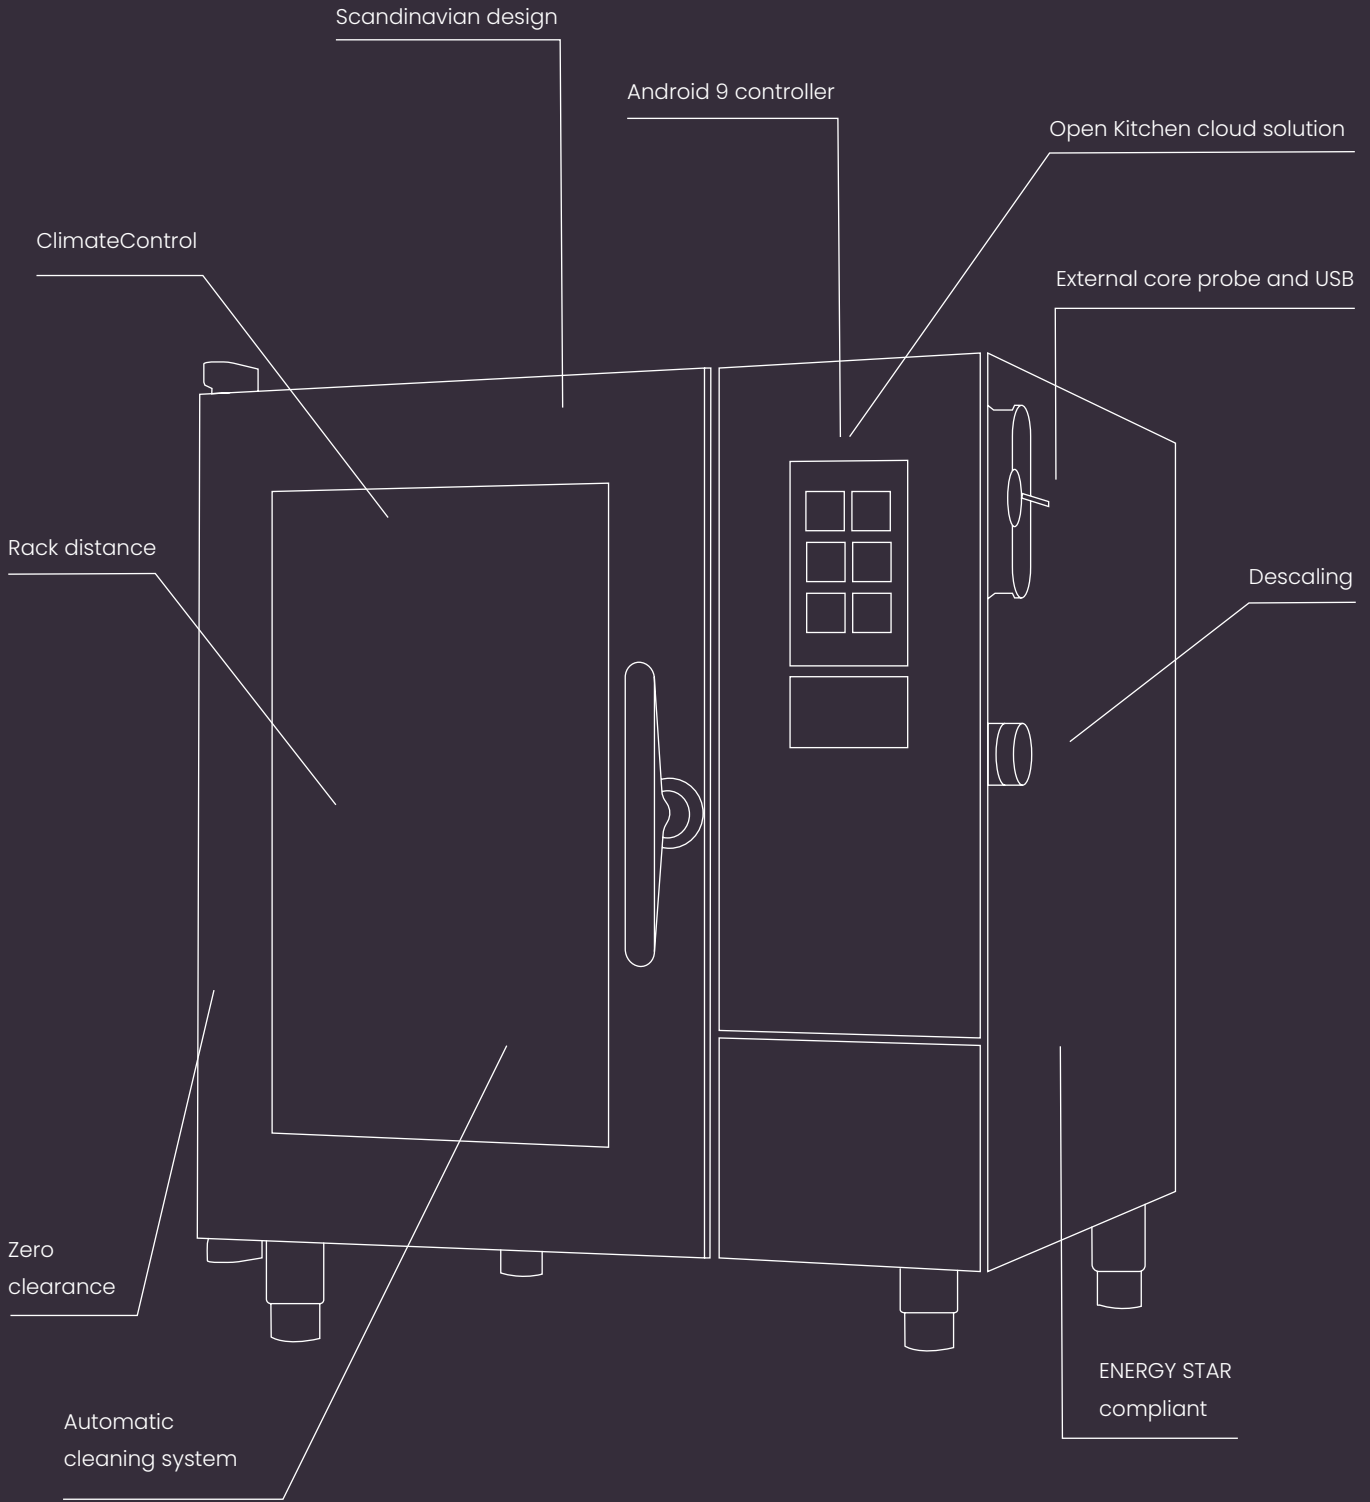 Scandinavian design
Android 9 controller
Open Kitchen cloud solution
ClimateControl
External core probe and USB
Rack distance
Descaling
Zero
clearance
ENERGY STAR
compliant
Automatic
cleaning system